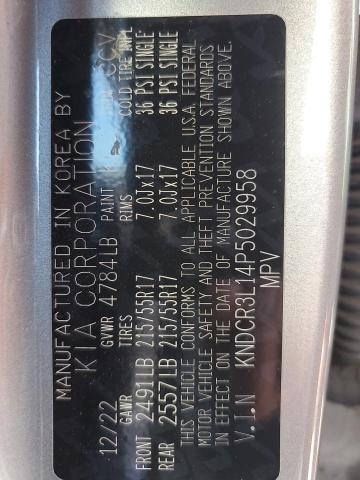 MANUFACTURED IN KOREA BY
KIA CORPORATION
12/22 GVWR 4784LB PAINT
GAWR TIRES RIMS COLD TIRE INFL
FRONT 2491LB 215/55R17 7.0Jx17 36 PSI SINGLE
REAR 2557LB 215/55R17 7.0Jx17 36 PSI SINGLE
THIS VEHICLE CONFORMS TO ALL APPLICABLE U.S.A. FEDERAL
MOTOR VEHICLE SAFETY AND THEFT PREVENTION STANDARDS
IN EFFECT ON THE DATE OF MANUFACTURE SHOWN ABOVE.
V.I.N KNDCR3L14P5029958
MPV